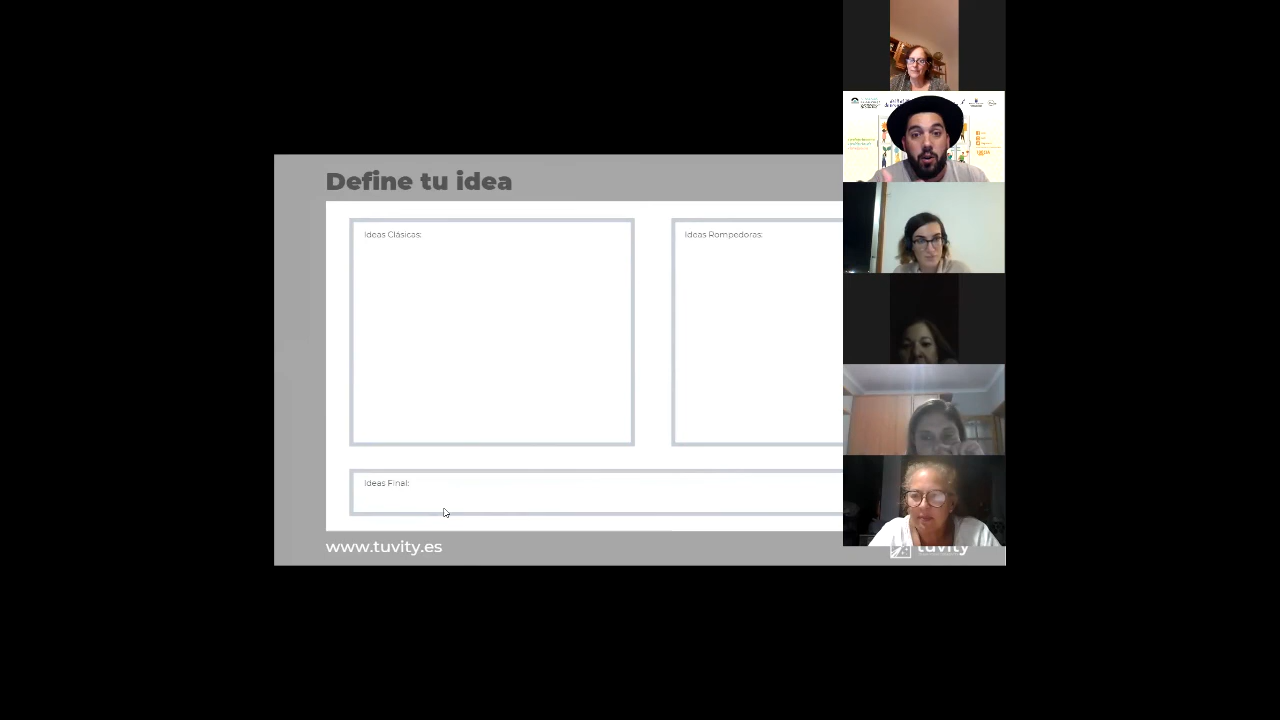 Define tu idea
Ideas Clásicas:
Ideas Rompedoras:
Ideas Final:
www.tuvity.es
tuvity